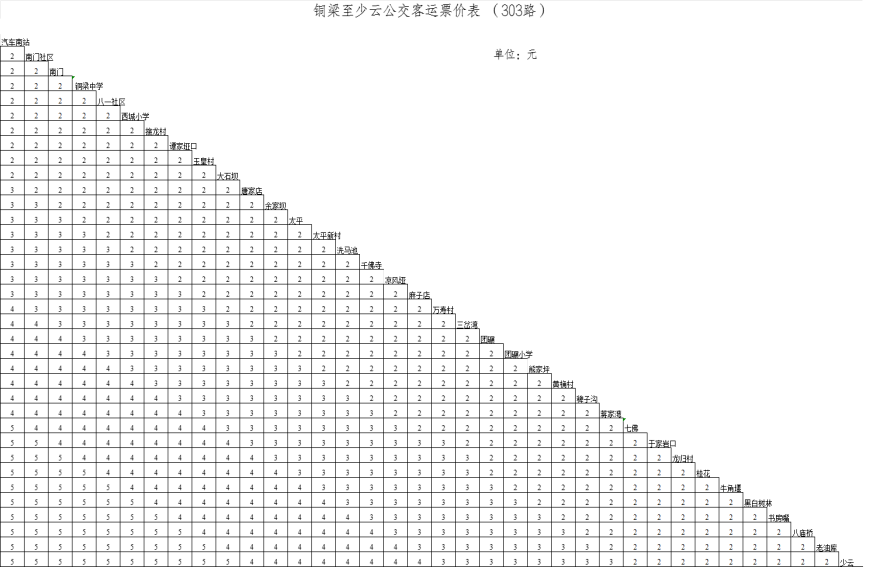 铜梁至少云公交客运票价表 （303路）
单位：元
汽车南站
2 南门社区
2 2 南门
2 2 2 铜梁中学
2 2 2 2 八一社区
2 2 2 2 2 西城小学
2 2 2 2 2 2 村
2 2 2 2 2 2 2 谭家垭口
2 2 2 2 2 2 2 2 玉皇村
2 2 2 2 2 2 2 2 2 大石坝
3 2 2 2 2 2 2 2 2 2 唐家店
3 3 2 2 2 2 2 2 2 2 2 余家坝
3 3 3 2 2 2 2 2 2 2 2 2 太平
3 3 3 3 2 2 2 2 2 2 2 2 2 太平新村
3 3 3 3 3 2 2 2 2 2 2 2 2 2 洗马池
3 3 3 3 3 3 2 2 2 2 2 2 2 2 2 千佛寺
3 3 3 3 3 3 3 2 2 2 2 2 2 2 2 2 凉风垭
3 3 3 3 3 3 3 3 2 2 2 2 2 2 2 2 2 麻子店
4 3 3 3 3 3 3 3 3 2 2 2 2 2 2 2 2 2 万寿村
4 4 3 3 3 3 3 3 3 3 2 2 2 2 2 2 2 2 2 三岔湾
4 4 4 3 3 3 3 3 3 3 3 2 2 2 2 2 2 2 2 2 团碾
4 4 4 4 3 3 3 3 3 3 3 3 2 2 2 2 2 2 2 2 2 团碾小学
4 4 4 4 4 3 3 3 3 3 3 3 3 2 2 2 2 2 2 2 2 2 熊家坪
4 4 4 4 4 4 3 3 3 3 3 3 3 3 2 2 2 2 2 2 2 2 2 黄桷村
4 4 4 4 4 4 4 3 3 3 3 3 3 3 3 2 2 2 2 2 2 2 2 2 稗子沟
4 4 4 4 4 4 4 4 3 3 3 3 3 3 3 3 2 2 2 2 2 2 2 2 2 蒋家湾
5 4 4 4 4 4 4 4 4 3 3 3 3 3 3 3 3 2 2 2 2 2 2 2 2 2 七佛
5 5 4 4 4 4 4 4 4 4 3 3 3 3 3 3 3 3 3 2 2 2 2 2 2 2 2 于家岩口
5 5 5 4 4 4 4 4 4 4 4 3 3 3 3 3 3 3 3 2 2 2 2 2 2 2 2 2 龙归村
5 5 5 5 4 4 4 4 4 4 4 4 3 3 3 3 3 3 3 3 2 2 2 2 2 2 2 2 2 桂花
5 5 5 5 5 4 4 4 4 4 4 4 4 3 3 3 3 3 3 3 3 2 2 2 2 2 2 2 2 2 牛角堰
5 5 5 5 5 5 4 4 4 4 4 4 4 4 3 3 3 3 3 3 3 3 2 2 2 2 2 2 2 2 2 黑白树林
5 5 5 5 5 5 5 4 4 4 4 4 4 4 4 3 3 3 3 3 3 3 3 2 2 2 2 2 2 2 2 2 书房嘴
5 5 5 5 5 5 5 5 4 4 4 4 4 4 4 4 3 3 3 3 3 3 3 3 2 2 2 2 2 2 2 2 2 八庙桥
5 5 5 5 5 5 5 5 5 4 4 4 4 4 4 4 4 3 3 3 3 3 3 3 3 2 2 2 2 2 2 2 2 2 老油库
5 5 5 5 5 5 5 5 5 5 4 4 4 4 4 4 4 4 3 3 3 3 3 3 3 3 2 2 2 2 2 2 2 2 2 少云